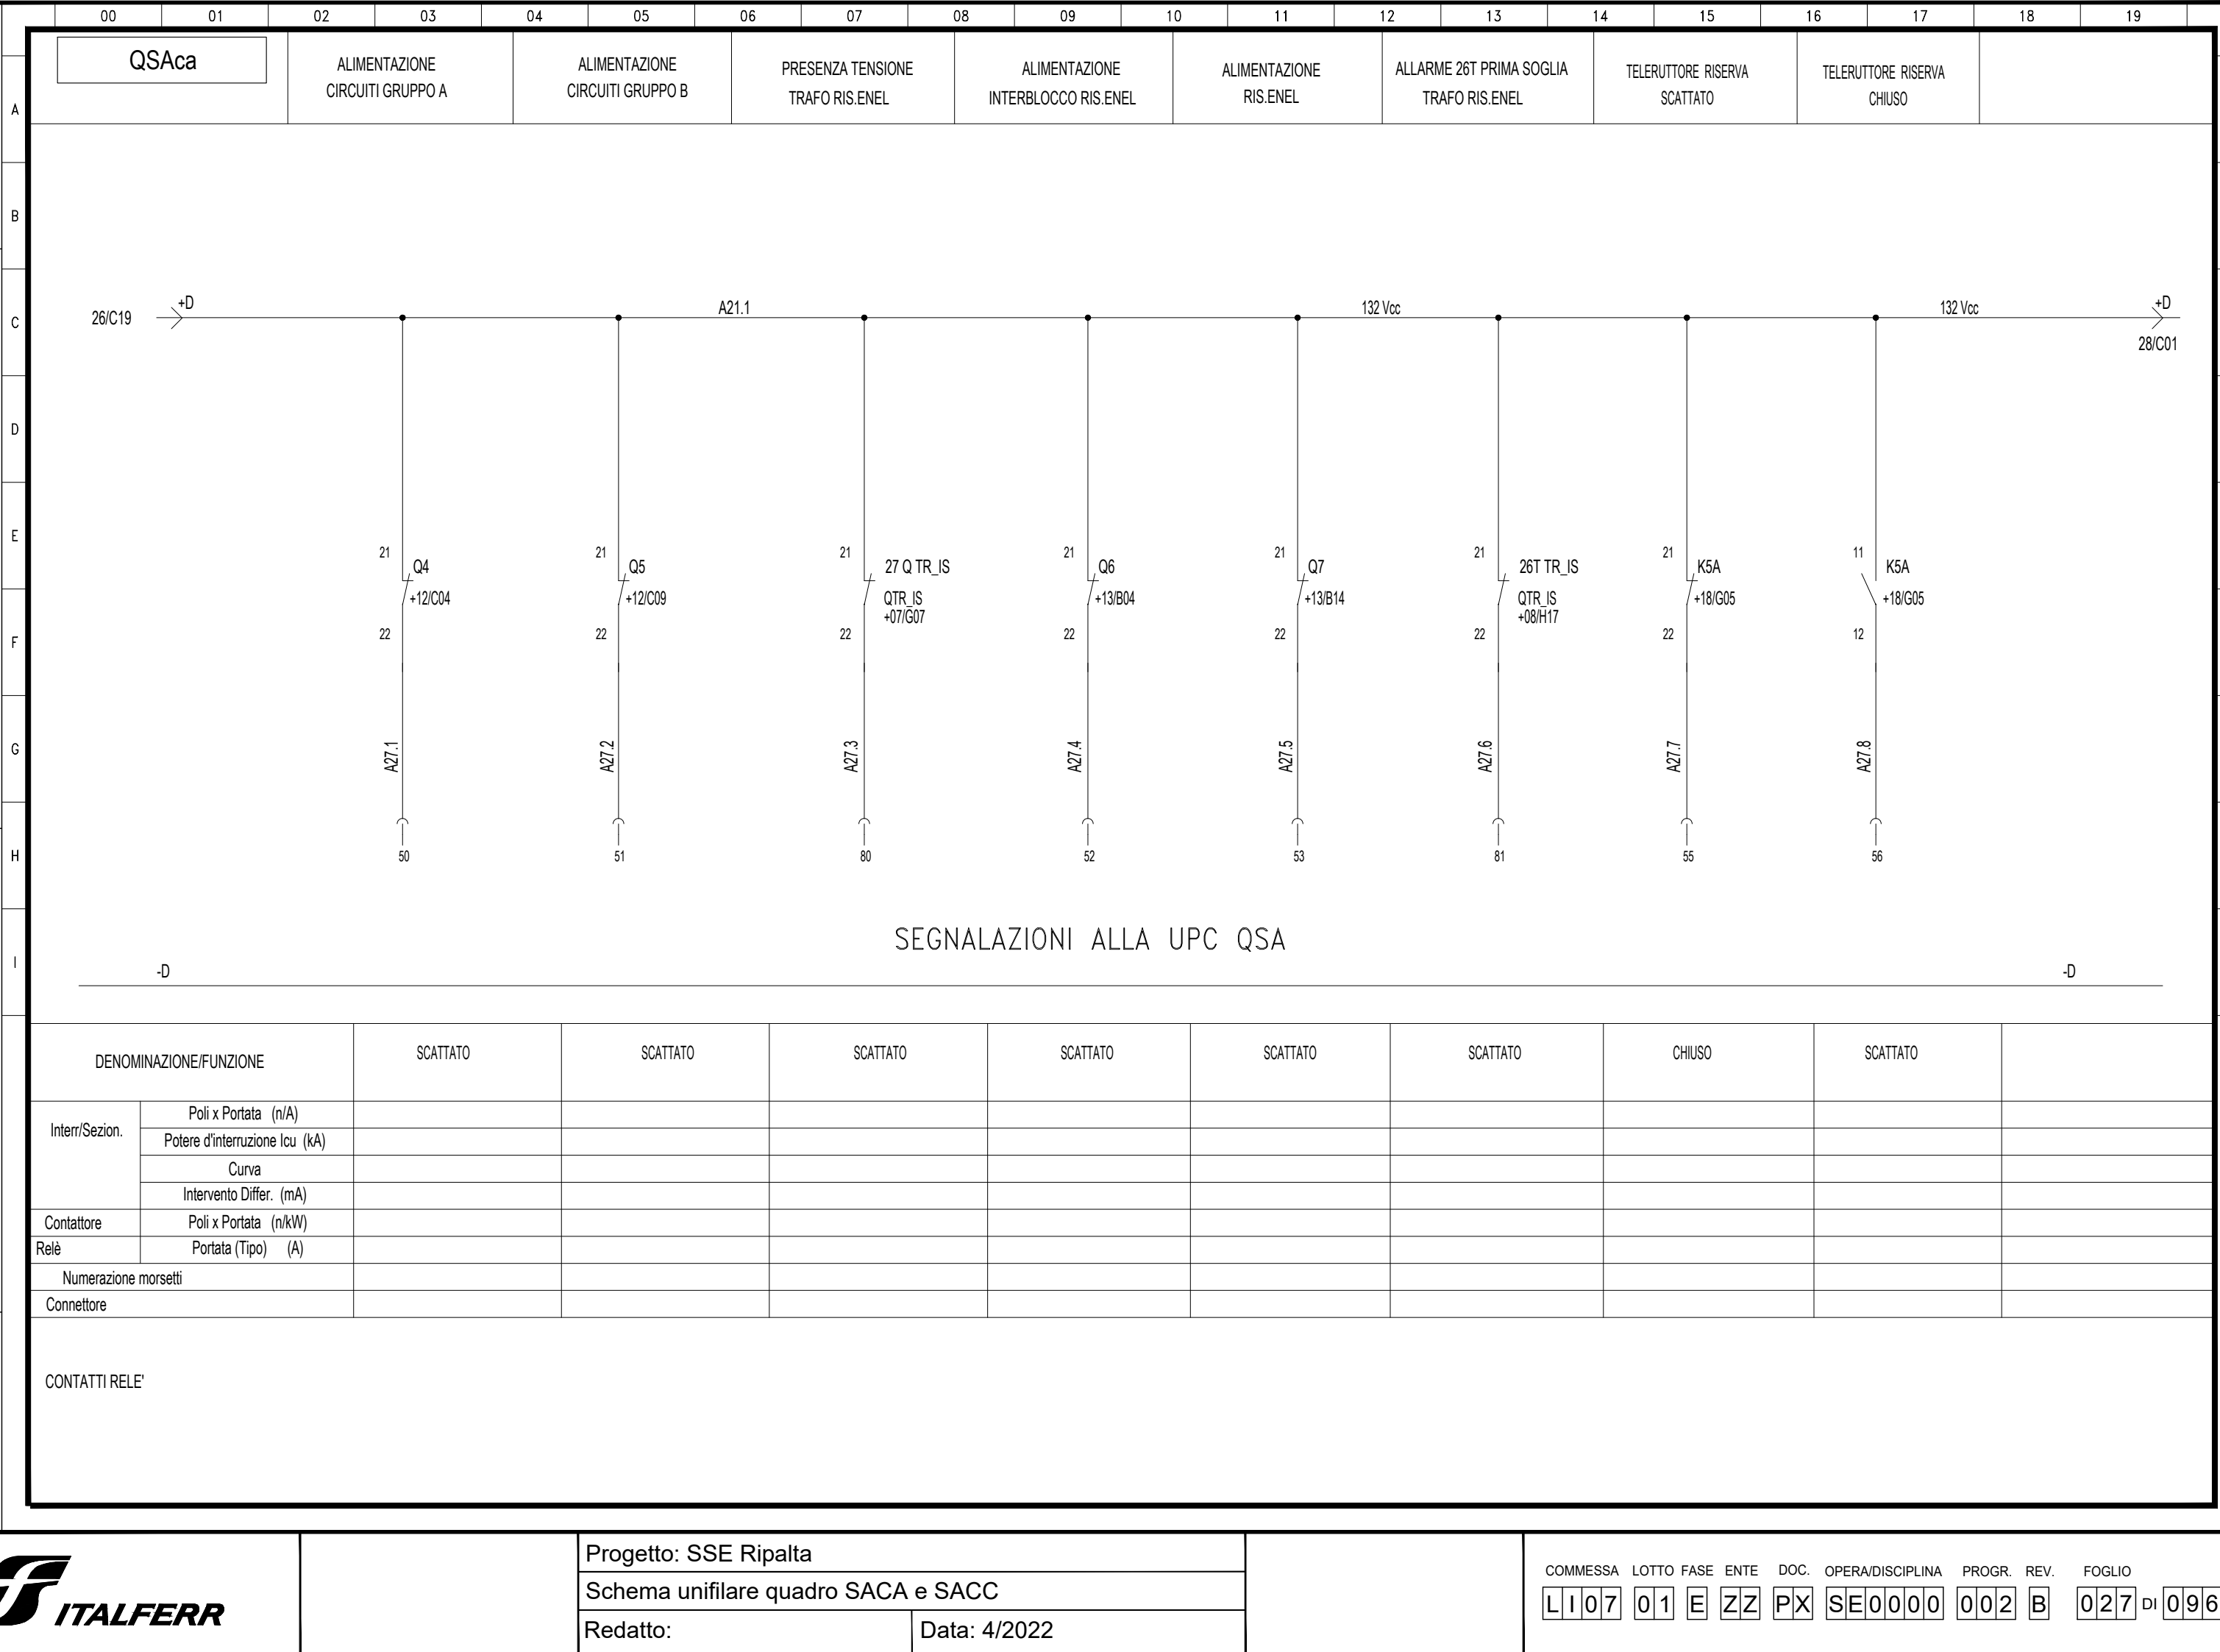 00 01 02 03 04 05 06 07 08 09 10 11 12 13 14 15 16 17 18 19
QSAca
ALIMENTAZIONE
CIRCUITI GRUPPO A
ALIMENTAZIONE
CIRCUITI GRUPPO B
PRESENZA TENSIONE
TRAFO RIS.ENEL
ALIMENTAZIONE
INTERBLOCCO RIS.ENEL
ALIMENTAZIONE
RIS.ENEL
ALLARME 26T PRIMA SOGLIA
TRAFO RIS.ENEL
TELERUTTORE RISERVA
SCATTATO
TELERUTTORE RISERVA
CHIUSO
A
B
C
D
E
F
G
H
I
26/C19
+D
A21.1
132 Vcc
132 Vcc
+D
28/C01
21
Q4
+12/C04
22
A27.1
50
21
Q5
+12/C09
22
A27.2
51
21
27 Q TR_IS
QTR_IS
+07/G07
22
A27.3
80
21
Q6
+13/B04
22
A27.4
52
21
Q7
+13/B14
22
A27.5
53
21
26T TR_IS
QTR_IS
+08/H17
22
A27.6
81
21
K5A
+18/G05
22
A27.7
55
11
K5A
+18/G05
12
A27.8
56
SEGNALAZIONI ALLA UPC QSA
-D
-D
DENOMINAZIONE/FUNZIONE
SCATTATO
SCATTATO
SCATTATO
SCATTATO
SCATTATO
SCATTATO
CHIUSO
SCATTATO
Interr/Sezion.
Poli x Portata (n/A)
Potere d'interruzione Icu (kA)
Curva
Intervento Differ. (mA)
Contattore
Poli x Portata (n/kW)
Relè
Portata (Tipo) (A)
Numerazione morsetti
Connettore
CONTATTI RELE'
ITALFERR
Progetto: SSE Ripalta
Schema unifilare quadro SACA e SACC
Redatto:
Data: 4/2022
COMMESSA LOTTO FASE ENTE DOC. OPERA/DISCIPLINA PROGR. REV. FOGLIO
LI07 01 E ZZ PX SE0000 002 B 027 DI 096